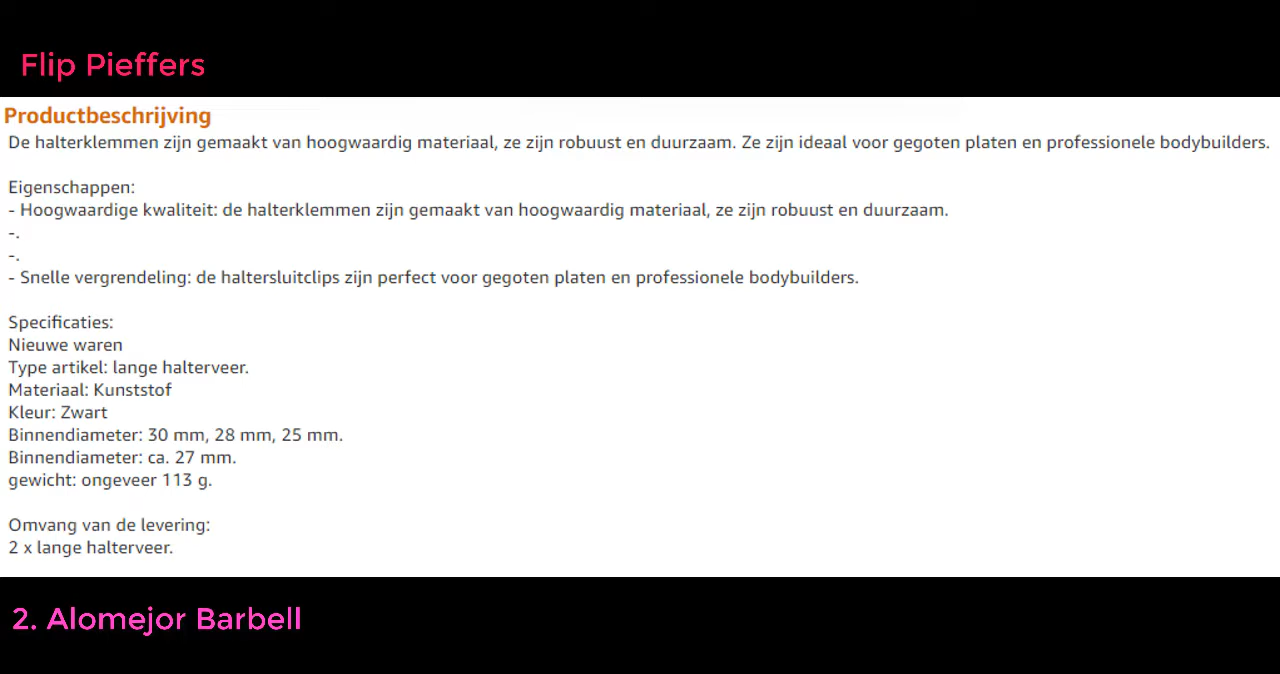 Flip Pieffers
Productbeschrijving
De halterklemmen zijn gemaakt van hoogwaardig materiaal, ze zijn robuust en duurzaam. Ze zijn ideaal voor gegoten platen en professionele bodybuilders.
Eigenschappen:
- Hoogwaardige kwaliteit: de halterklemmen zijn gemaakt van hoogwaardig materiaal, ze zijn robuust en duurzaam.
-.
-.
- Snelle vergrendeling: de haltersluitclips zijn perfect voor gegoten platen en professionele bodybuilders.
Specificaties:
Nieuwe waren
Type artikel: lange halterveer.
Materiaal: Kunststof
Kleur: Zwart
Binnendiameter: 30 mm, 28 mm, 25 mm.
Binnendiameter: ca. 27 mm.
gewicht: ongeveer 113 g.
Omvang van de levering:
2 x lange halterveer.
2. Alomejor Barbell